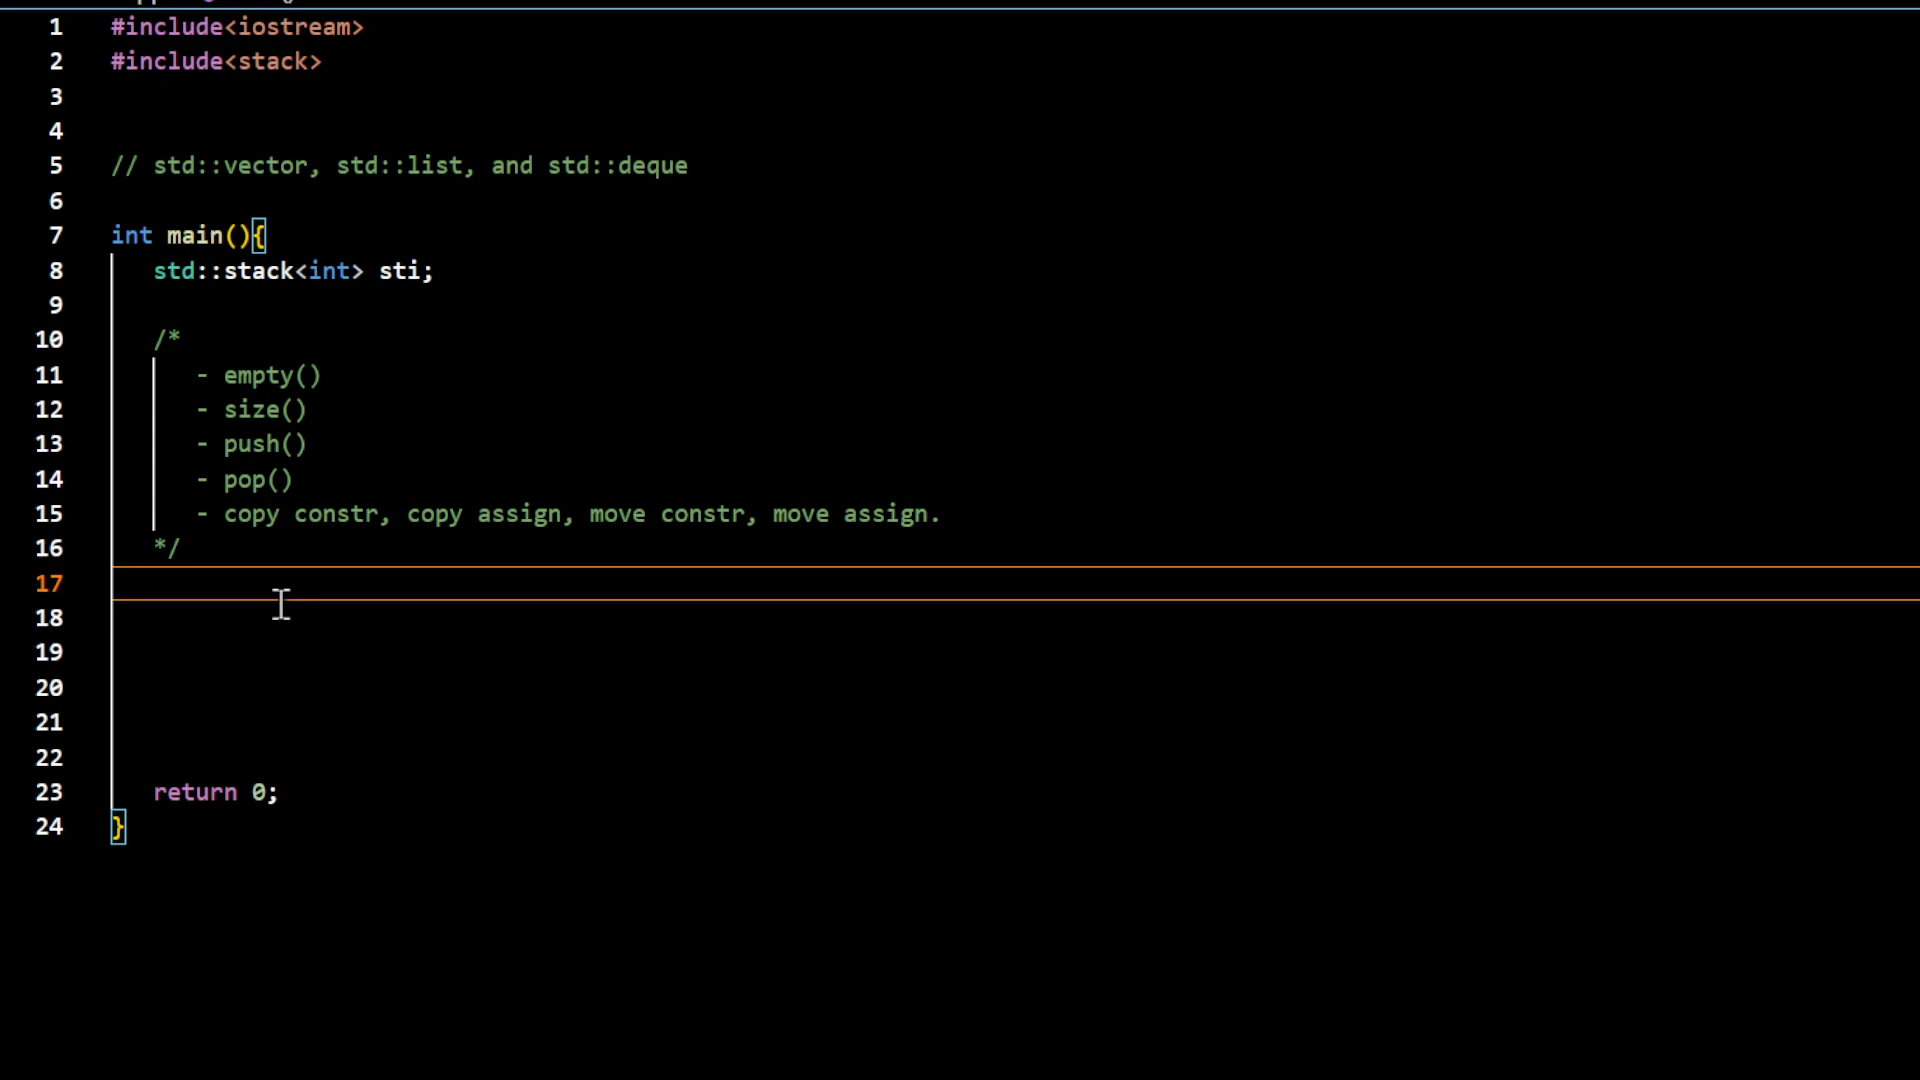 1 #include<iostream>
2 #include<stack>
3
4
5 // std::vector, std::list, and std::deque
6
7 int main(){
8 std::stack<int> sti;
9
10 /*
11 - empty()
12 - size()
13 - push()
14 - pop()
15 - copy constr, copy assign, move constr, move assign.
16 */
17
18
19
20
21
22
23 return 0;
24 }